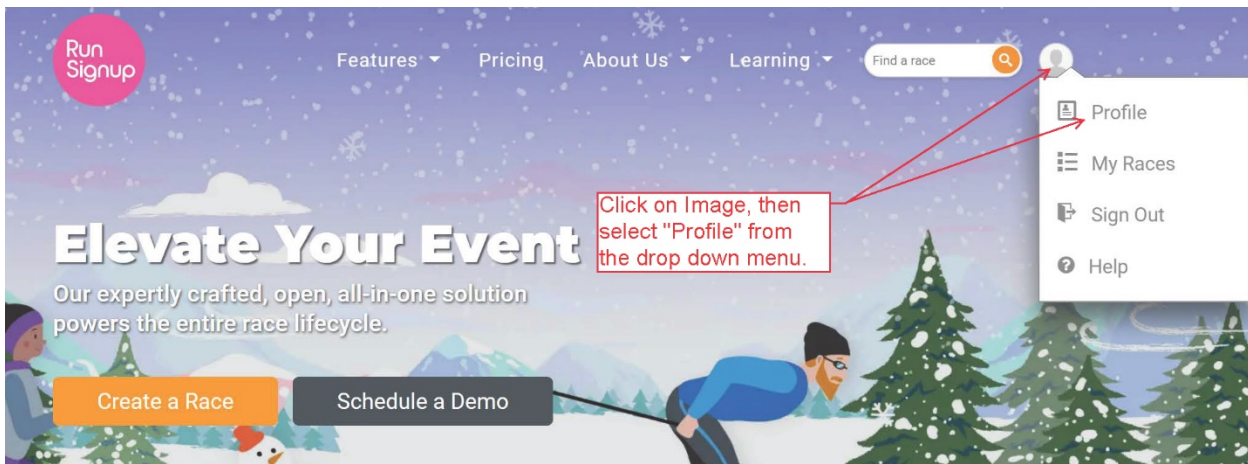 Run
Signup
Features
Pricing
About Us
Learning
Find a race
Profile
My Races
Sign Out
Help
Click on Image, then
select "Profile" from
the drop down menu.
Elevate Your Event
Our expertly crafted, open, all-in-one solution
powers the entire race lifecycle.
Create a Race
Schedule a Demo